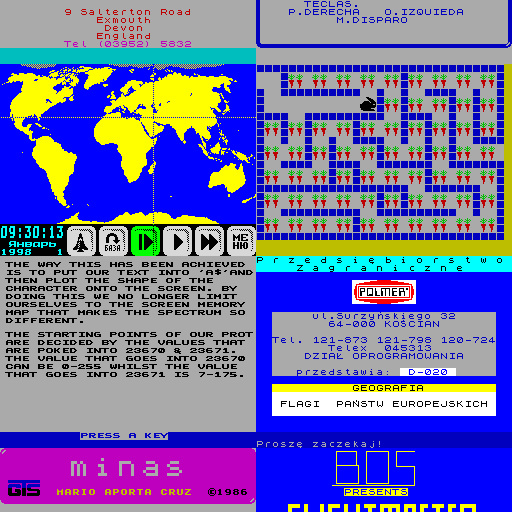 9 Salterton Road
Exmouth
Devon
England
Tel (03952) 5832
TECLAS.
P.DERECHA O.IZQUIEDA
M.DISPARO
09:30:13
Январь
1998 1
БАЗА
МЕ
НЮ
THE WAY THIS HAS BEEN ACHIEVED
IS TO PUT OUR TEXT INTO 'A$'AND
THEN PLOT THE SHAPE OF THE
CHARACTER ONTO THE SCREEN. BY
DOING THIS WE NO LONGER LIMIT
OURSELVES TO THE SCREEN MEMORY
MAP THAT MAKES THE SPECTRUM SO
DIFFERENT.
THE STARTING POINTS OF OUR PROT
ARE DECIDED BY THE VALUES THAT
ARE POKED INTO 23670 & 23671.
THE VALUE THAT GOES INTO 23670
CAN BE 0-255 WHILST THE VALUE
THAT GOES INTO 23671 IS 7-175.
PRESS A KEY
Przedsiębiorstwo
Zagraniczne
POLMER
ul.Surzyńskiego 32
64-000 KOŚCIAN
Tel. 121-873 121-798 120-724
Telex 045313
DZIAŁ OPROGRAMOWANIA
przedstawia: D-020
GEOGRAFIA
FLAGI PAŃSTW EUROPEJSKICH
minas
GTS
MARIO APORTA CRUZ ©1986
Proszę zaczekaj!
BOS
PRESENTS